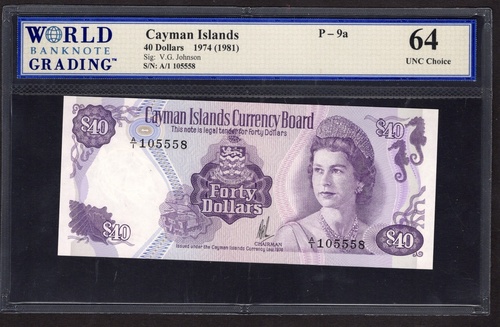 WORLD
BANKNOTE
GRADING™
Cayman Islands
P – 9a
40 Dollars 1974 (1981)
Sig: V.G. Johnson
S/N: A/1 105558
64
UNC Choice
Cayman Islands Currency Board
This note is legal tender for Forty Dollars
$40
$40
A/1 105558
Forty
Dollars
A/1 105558
CHAIRMAN
$40
$40
Issued under the Cayman Islands Currency Law 1974